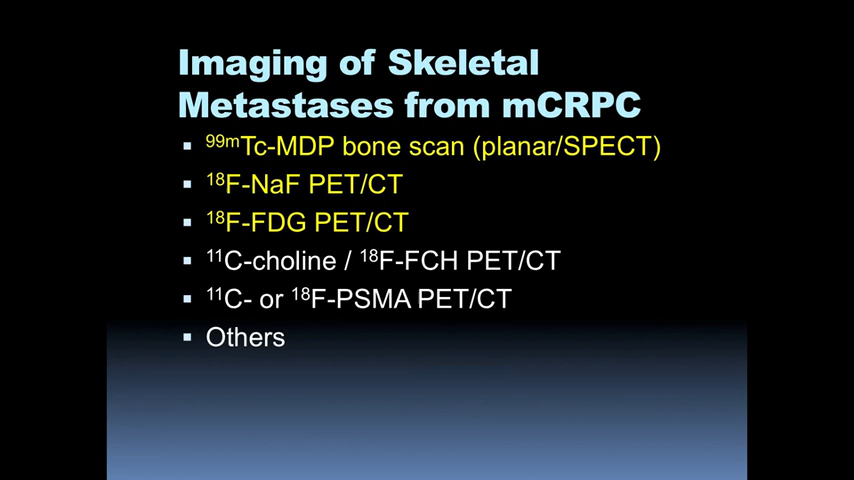 Imaging of Skeletal
Metastases from mCRPC
▪ ⁹⁹ᵐTc-MDP bone scan (planar/SPECT)
▪ ¹⁸F-NaF PET/CT
▪ ¹⁸F-FDG PET/CT
▪ ¹¹C-choline / ¹⁸F-FCH PET/CT
▪ ¹¹C- or ¹⁸F-PSMA PET/CT
▪ Others